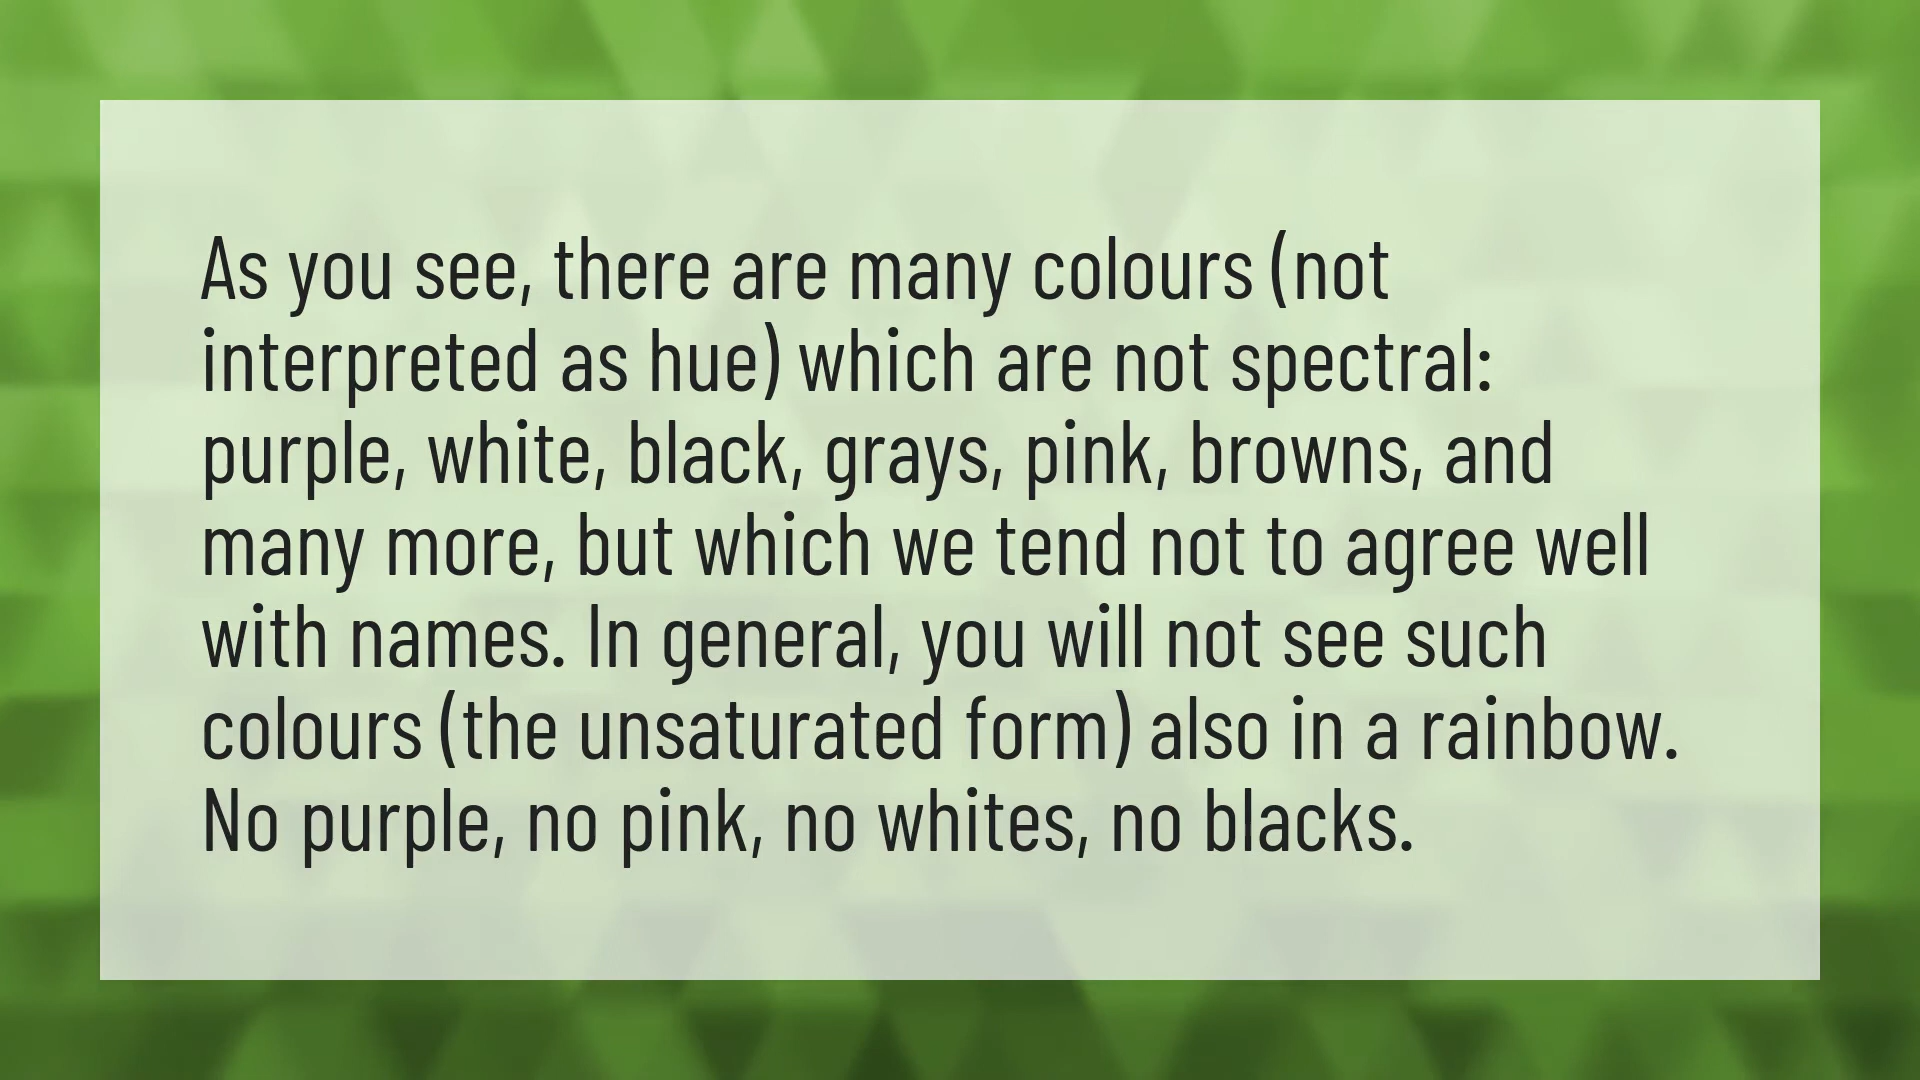 As you see, there are many colours (not
interpreted as hue) which are not spectral:
purple, white, black, grays, pink, browns, and
many more, but which we tend not to agree well
with names. In general, you will not see such
colours (the unsaturated form) also in a rainbow.
No purple, no pink, no whites, no blacks.